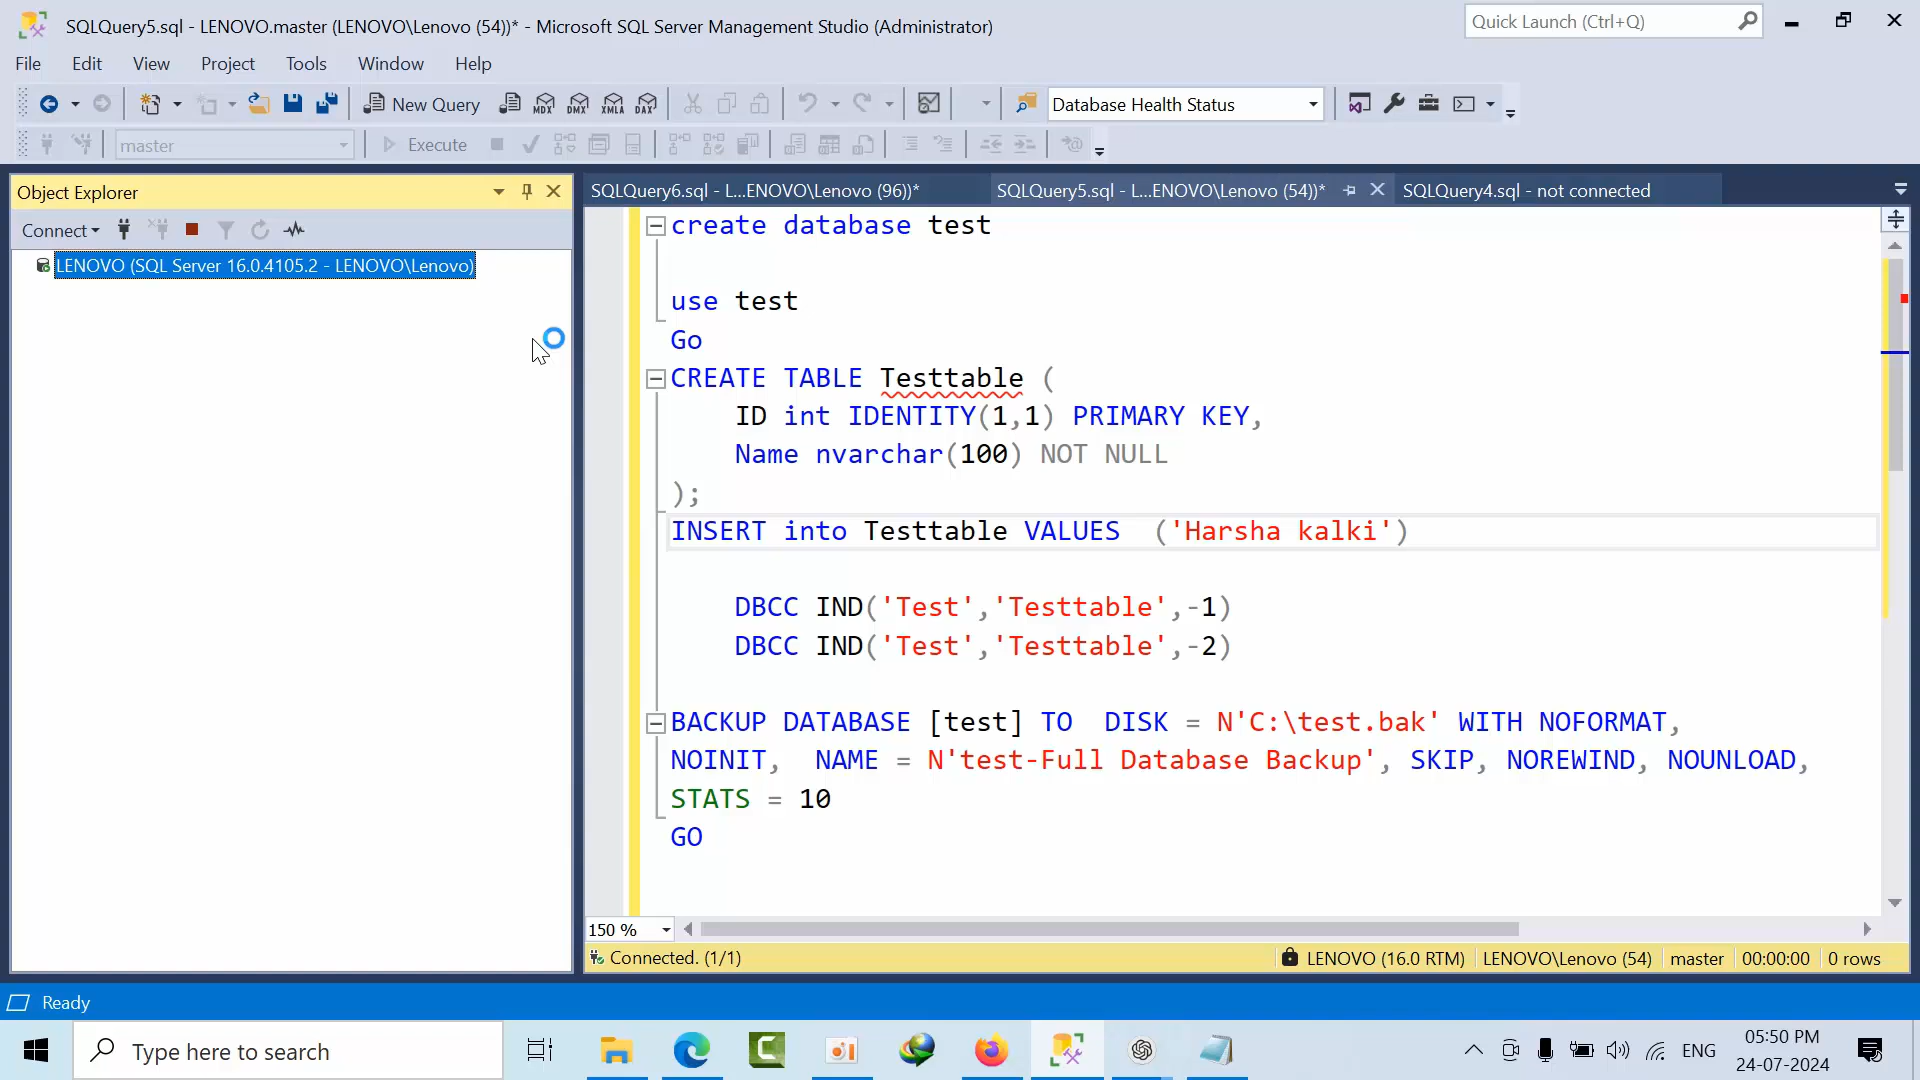 SQLQuery5.sql - LENOVO.master (LENOVO\Lenovo (54))* - Microsoft SQL Server Management Studio (Administrator)
Quick Launch (Ctrl+Q)
File Edit View Project Tools Window Help
New Query MDX DMX XMLA DAX Database Health Status
master Execute
Object Explorer
Connect
LENOVO (SQL Server 16.0.4105.2 - LENOVO\Lenovo)
SQLQuery6.sql - L...ENOVO\Lenovo (96))* SQLQuery5.sql - L...ENOVO\Lenovo (54))* SQLQuery4.sql - not connected
create database test
use test
Go
CREATE TABLE Testtable (
ID int IDENTITY(1,1) PRIMARY KEY,
Name nvarchar(100) NOT NULL
);
INSERT into Testtable VALUES  ('Harsha kalki')
DBCC IND('Test','Testtable',-1)
DBCC IND('Test','Testtable',-2)
BACKUP DATABASE [test] TO  DISK = N'C:\test.bak' WITH NOFORMAT,
NOINIT,  NAME = N'test-Full Database Backup', SKIP, NOREWIND, NOUNLOAD,
STATS = 10
GO
150 %
Connected. (1/1) LENOVO (16.0 RTM) LENOVO\Lenovo (54) master 00:00:00 0 rows
Ready
Type here to search
ENG
05:50 PM
24-07-2024